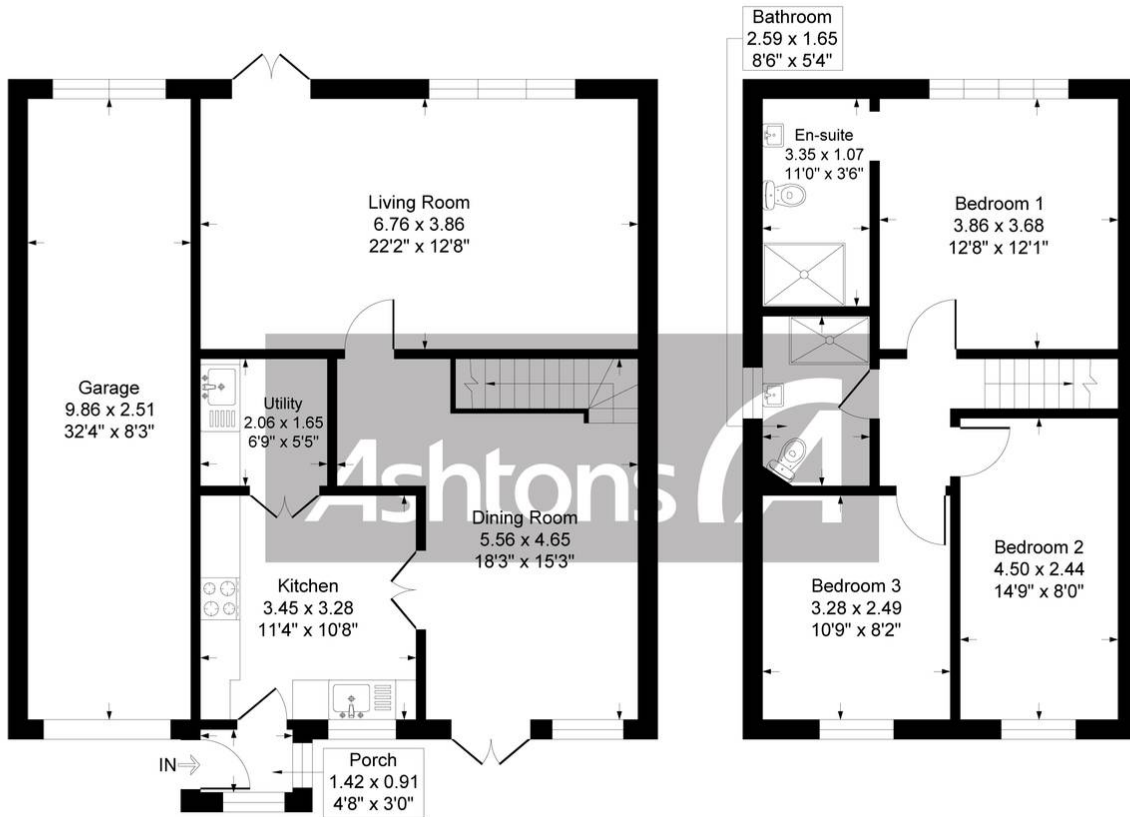 Bathroom
2.59 x 1.65
8'6" x 5'4"
En-suite
3.35 x 1.07
11'0" x 3'6"
Living Room
6.76 x 3.86
22'2" x 12'8"
Bedroom 1
3.86 x 3.68
12'8" x 12'1"
Garage
9.86 x 2.51
32'4" x 8'3"
Utility
2.06 x 1.65
6'9" x 5'5"
Ashtons A
Dining Room
5.56 x 4.65
18'3" x 15'3"
Kitchen
3.45 x 3.28
11'4" x 10'8"
Bedroom 3
3.28 x 2.49
10'9" x 8'2"
Bedroom 2
4.50 x 2.44
14'9" x 8'0"
IN
Porch
1.42 x 0.91
4'8" x 3'0"